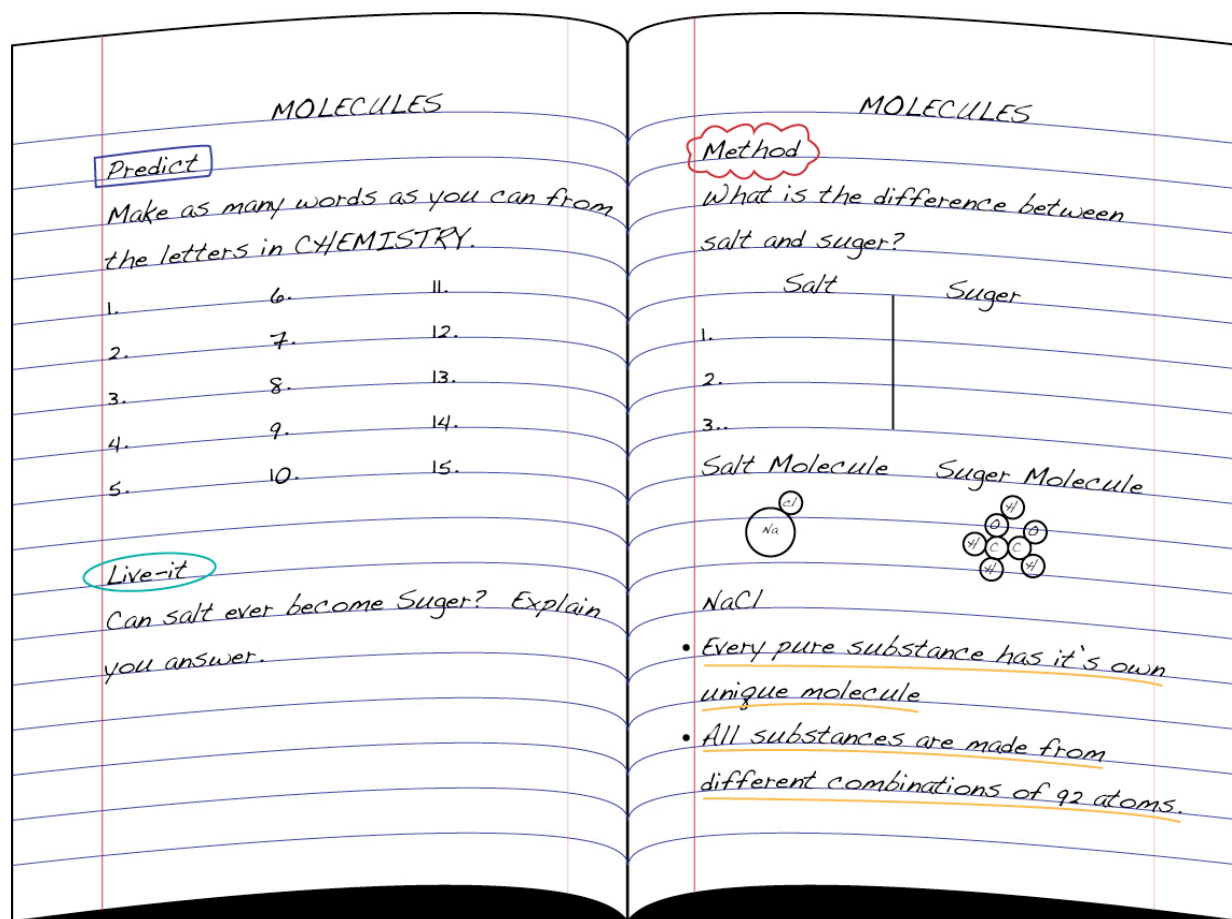 MOLECULES
Predict
Make as many words as you can from
the letters in CHEMISTRY.
1. 6. 11.
2. 7. 12.
3. 8. 13.
4. 9. 14.
5. 10. 15.
Live-it
Can salt ever become Suger? Explain
you answer.
MOLECULES
Method
What is the difference between
salt and suger?
Salt Suger
1.
2.
3..
Salt Molecule Suger Molecule
Cl
Na
H
O O
H C C
H H
NaCl
• Every pure substance has it's own
unique molecule
• All substances are made from
different combinations of 92 atoms.